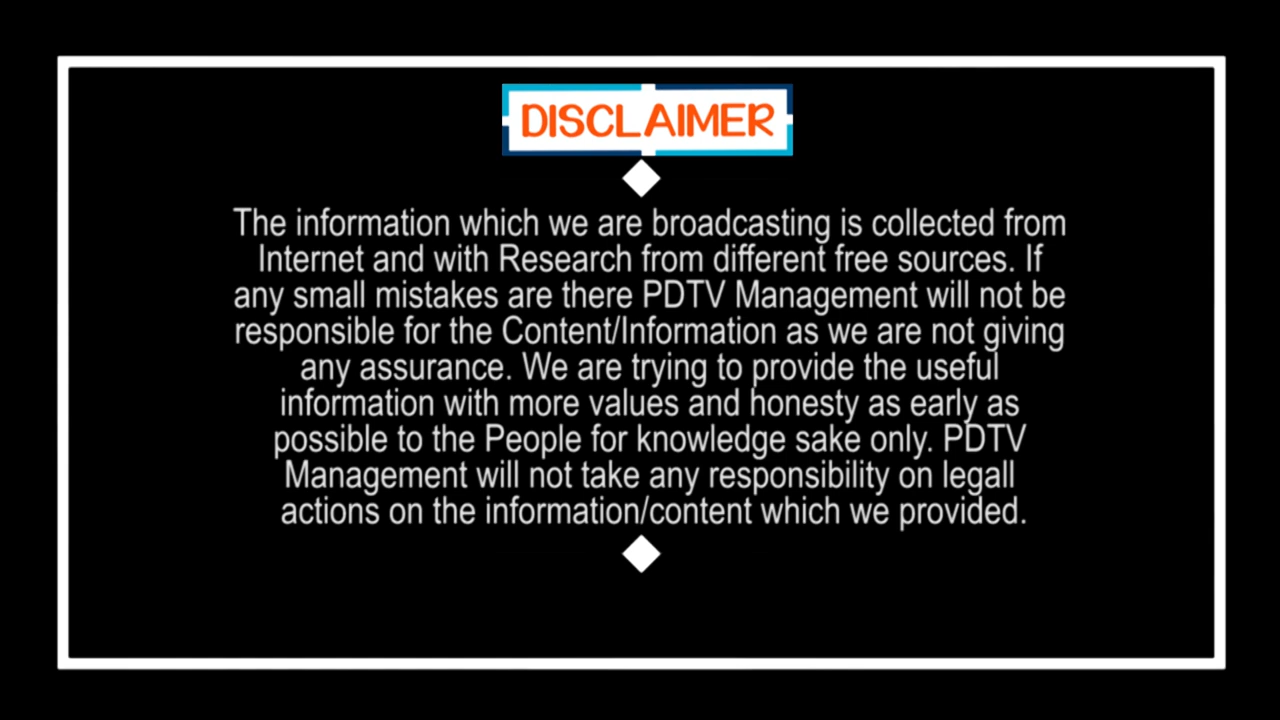 DISCLAIMER
The information which we are broadcasting is collected from
Internet and with Research from different free sources. If
any small mistakes are there PDTV Management will not be
responsible for the Content/Information as we are not giving
any assurance. We are trying to provide the useful
information with more values and honesty as early as
possible to the People for knowledge sake only. PDTV
Management will not take any responsibility on legall
actions on the information/content which we provided.